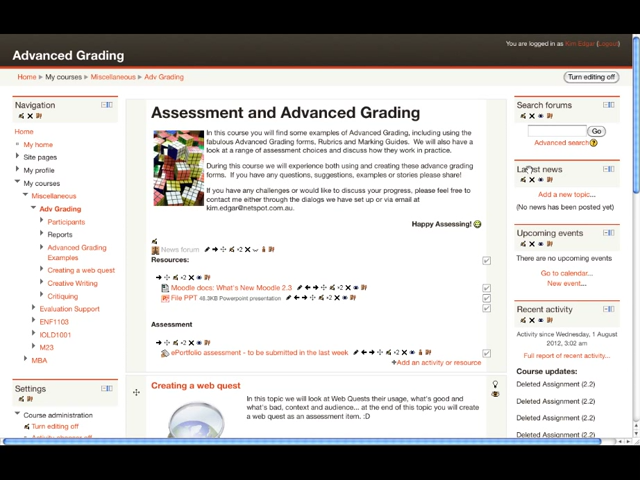 You are logged in as Kim Edgar (Logout)
Advanced Grading
Home ► My courses ► Miscellaneous ► Adv Grading
Turn editing off
Navigation
Home
My home
Site pages
My profile
My courses
Miscellaneous
Adv Grading
Participants
Reports
Advanced Grading
Examples
Creating a web quest
Creative Writing
Critiquing
Evaluation Support
ENF1103
IOLD1001
M23
MBA
Settings
Course administration
Turn editing off
Assessment and Advanced Grading
In this course you will find some examples of Advanced Grading, including using the
fabulous Advanced Grading forms, Rubrics and Marking Guides. We will also have a
look at a range of assessment choices and discuss how they work in practice.
During this course we will experience both using and creating these advance grading
forms. If you have any questions, suggestions, examples or stories please share!
If you have any challenges or would like to discuss your progress, please feel free to
contact me either through the dialogs we have set up or via email at
kim.edgar@netspot.com.au.
Happy Assessing!
News forum
Resources:
Moodle docs: What's New Moodle 2.3
File PPT 48.3KB Powerpoint presentation
Assessment
ePortfolio assessment - to be submitted in the last week
Add an activity or resource
Creating a web quest
In this topic we will look at Web Quests their usage, what's good and
what's bad, context and audience... at the end of this topic you will create
a web quest as an assessment item. :D
Search forums
Go
Advanced search
Latest news
Add a new topic...
(No news has been posted yet)
Upcoming events
There are no upcoming events
Go to calendar...
New event...
Recent activity
Activity since Wednesday, 1 August
2012, 3:02 am
Full report of recent activity...
Course updates:
Deleted Assignment (2.2)
Deleted Assignment (2.2)
Deleted Assignment (2.2)
Deleted Assignment (2.2)